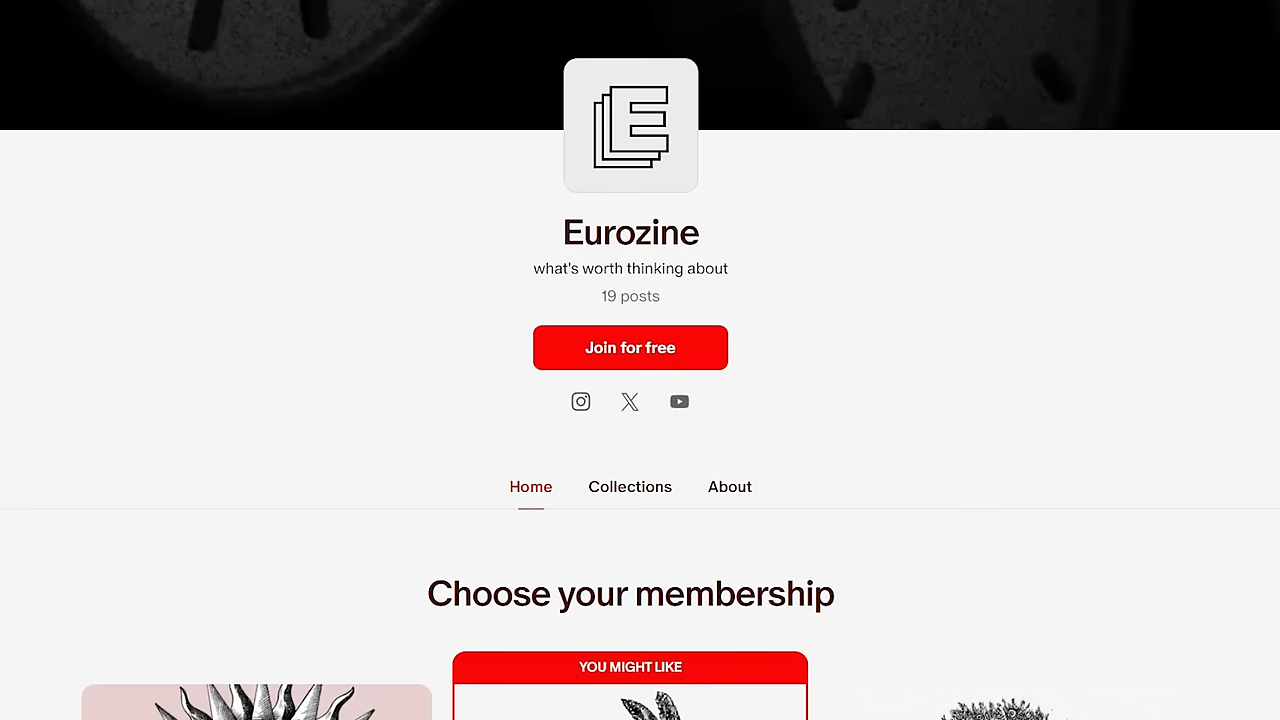 E
Eurozine
what's worth thinking about
19 posts
Join for free
Home Collections About
Choose your membership
YOU MIGHT LIKE